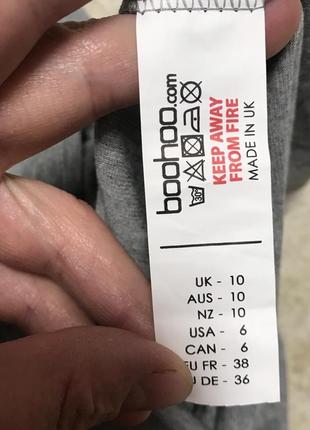 boohoo.com
KEEP AWAY
FROM FIRE
MADE IN UK
UK - 10
AUS - 10
NZ - 10
USA - 6
CAN - 6
EU FR - 38
DE - 36